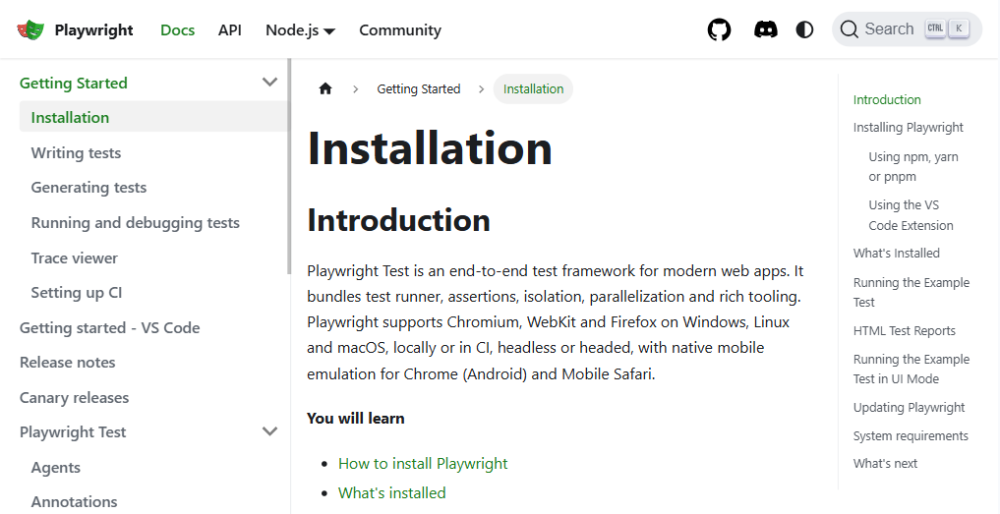 Playwright Docs API Node.js Community Search CTRL K
Getting Started
Installation
Writing tests
Generating tests
Running and debugging tests
Trace viewer
Setting up CI
Getting started - VS Code
Release notes
Canary releases
Playwright Test
Agents
Annotations
Getting Started Installation
Installation
Introduction
Playwright Test is an end-to-end test framework for modern web apps. It
bundles test runner, assertions, isolation, parallelization and rich tooling.
Playwright supports Chromium, WebKit and Firefox on Windows, Linux
and macOS, locally or in CI, headless or headed, with native mobile
emulation for Chrome (Android) and Mobile Safari.
You will learn
How to install Playwright
What's installed
Introduction
Installing Playwright
Using npm, yarn
or pnpm
Using the VS
Code Extension
What's Installed
Running the Example
Test
HTML Test Reports
Running the Example
Test in UI Mode
Updating Playwright
System requirements
What's next